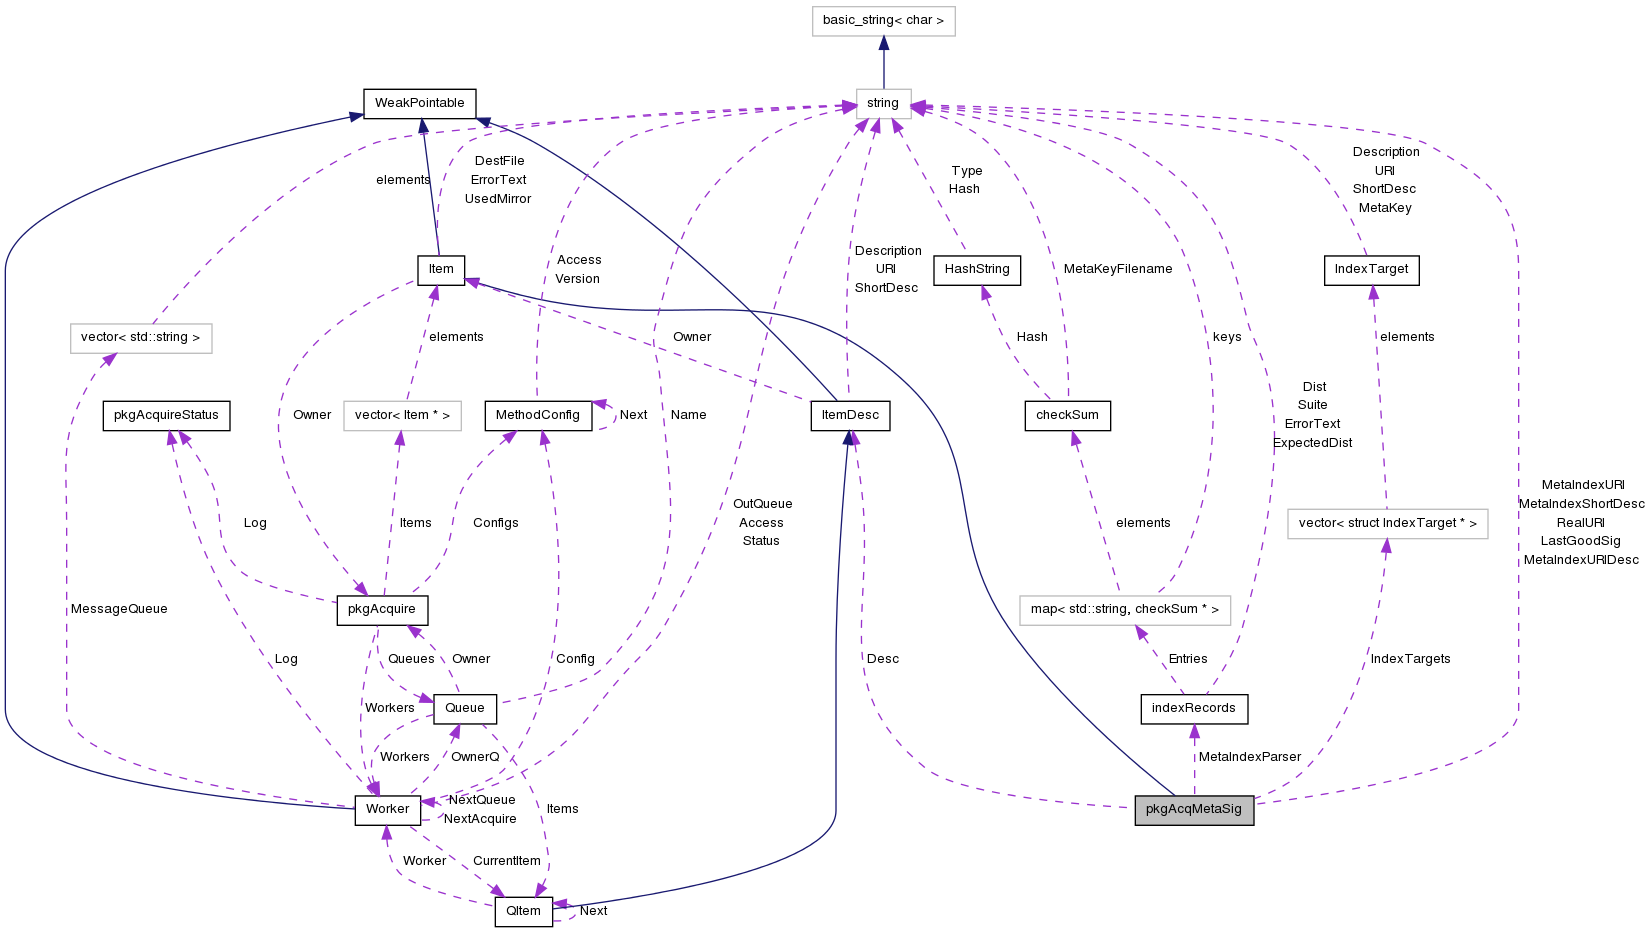 basic_string< char >
WeakPointable
string
elements
DestFile
ErrorText
UsedMirror
Type
Hash
Description
URI
ShortDesc
MetaKey
Access
Version
Description
URI
ShortDesc
Item
HashString
MetaKeyFilename
IndexTarget
vector< std::string >
elements
Owner
Hash
keys
elements
pkgAcquireStatus
Owner
vector< Item * >
MethodConfig
Next
Name
ItemDesc
checkSum
Dist
Suite
ErrorText
ExpectedDist
Log
Items
Configs
OutQueue
Access
Status
elements
vector< struct IndexTarget * >
MetaIndexURI
MetaIndexShortDesc
RealURI
LastGoodSig
MetaIndexURIDesc
MessageQueue
pkgAcquire
map< std::string, checkSum * >
Log
Queues
Owner
Config
Desc
Entries
IndexTargets
Workers
Queue
indexRecords
Workers
OwnerQ
MetaIndexParser
Worker
NextQueue
NextAcquire
Items
pkgAcqMetaSig
Worker
CurrentItem
QItem
Next